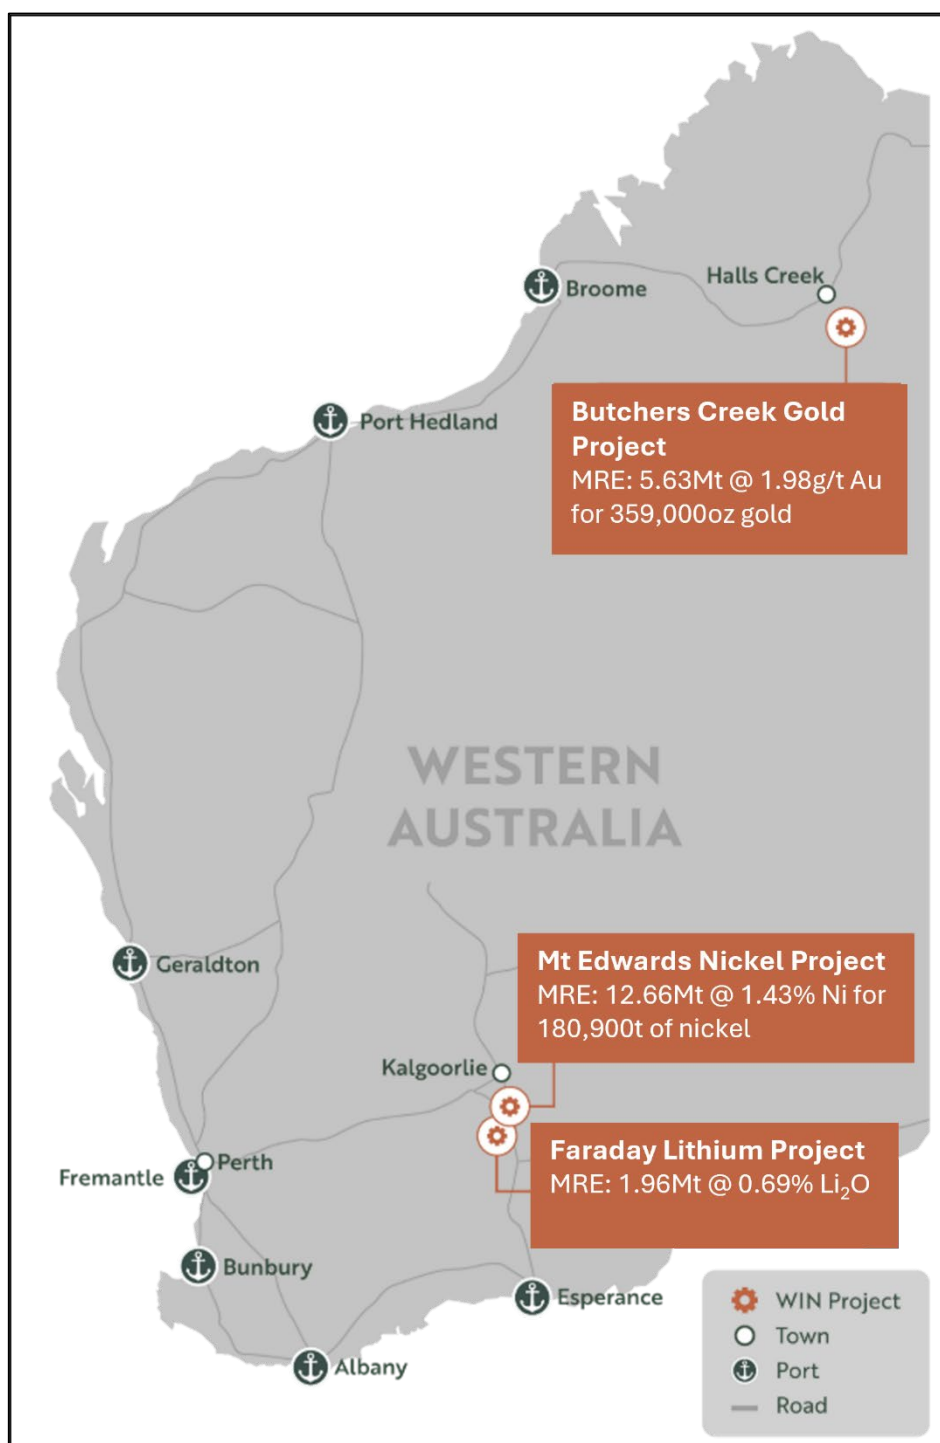 Halls Creek
Broome
Butchers Creek Gold
Project
MRE: 5.63Mt @ 1.98g/t Au
for 359,000oz gold
Port Hedland
WESTERN
AUSTRALIA
Geraldton
Mt Edwards Nickel Project
MRE: 12.66Mt @ 1.43% Ni for
180,900t of nickel
Kalgoorlie
Faraday Lithium Project
MRE: 1.96Mt @ 0.69% Li₂O
Perth
Fremantle
Bunbury
Esperance
Albany
WIN Project
Town
Port
Road